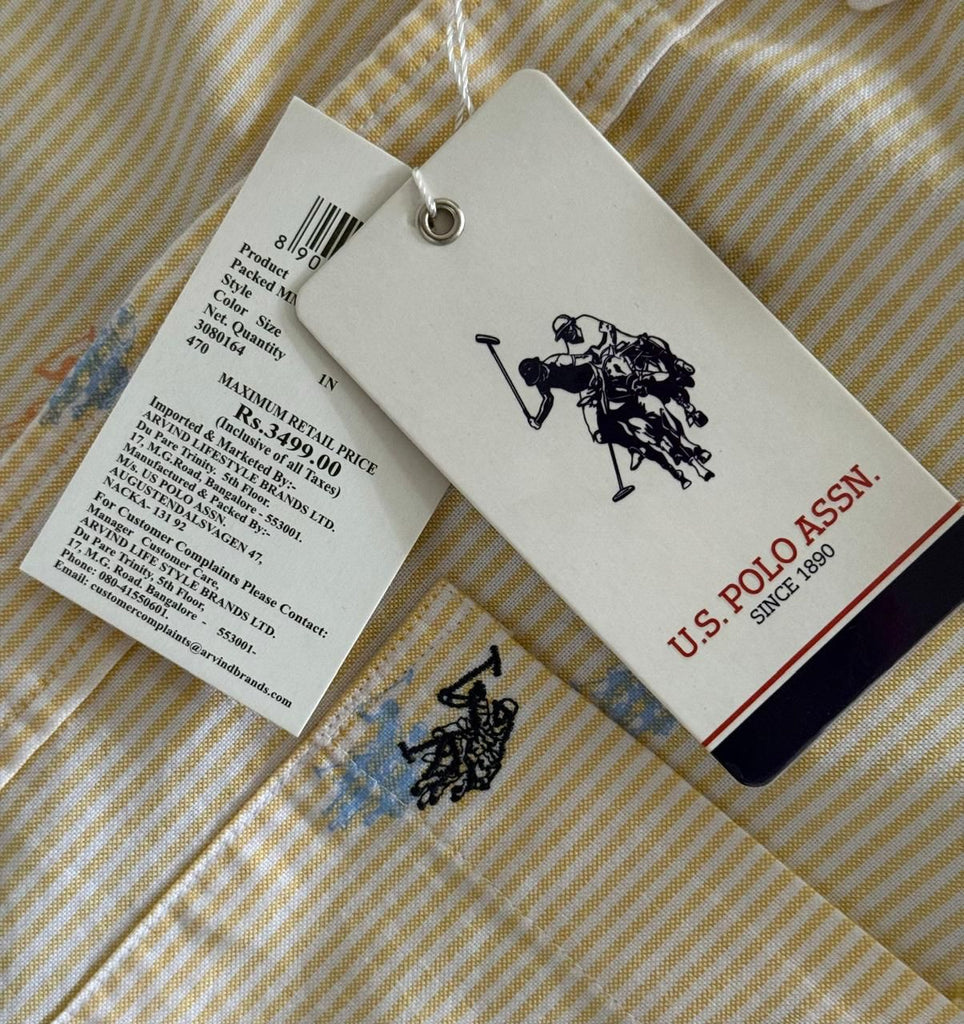 8 90
Product
Packed MM
Style
Color Size
Net. Quantity
3080164
470
IN
MAXIMUM RETAIL PRICE
Rs.3499.00
(Inclusive of all Taxes)
Imported & Marketed By:-
ARVIND LIFESTYLE BRANDS LTD.
Du Pare Trinity. 5th Floor.
17, M.G.Road, Bangalore - 553001.
Manufactured & Packed By:-
M/s. US POLO ASSN.
AUGUSTENDALSVAGEN 47,
NACKA- 131 92
For Customer Complaints Please Contact:
Manager Customer Care,
ARVIND LIFE STYLE BRANDS LTD.
Du Pare Trinity, 5th Floor,
17, M.G. Road. Bangalore - 553001-
Phone: 080-41550601.
Email: customercomplaints@arvindbrands.com
U.S. POLO ASSN.
SINCE 1890